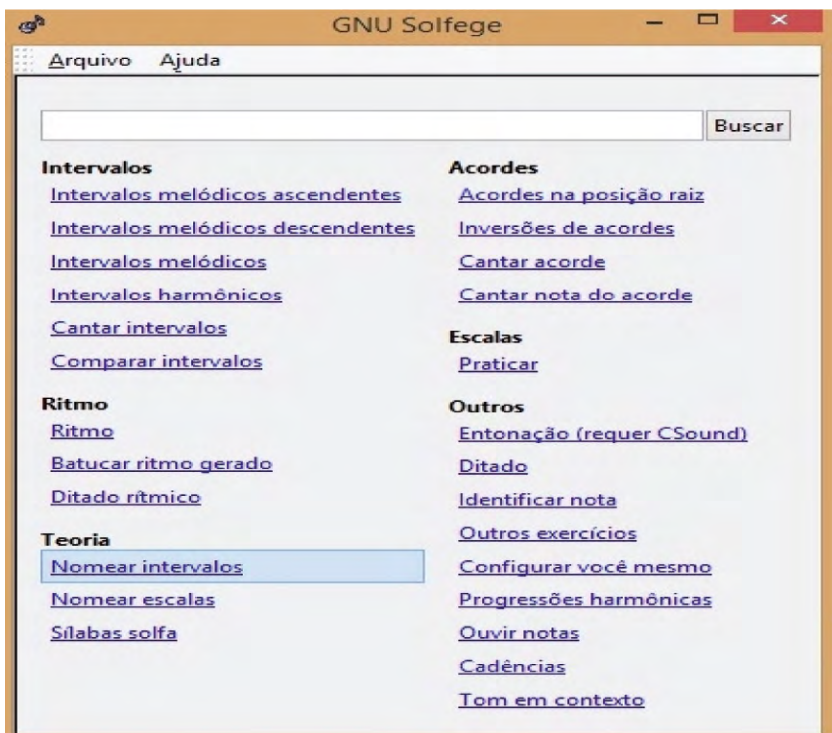 GNU Solfege
Arquivo Ajuda
Buscar
Intervalos
Intervalos melódicos ascendentes
Intervalos melódicos descendentes
Intervalos melódicos
Intervalos harmônicos
Cantar intervalos
Comparar intervalos
Ritmo
Ritmo
Batucar ritmo gerado
Ditado rítmico
Teoria
Nomear intervalos
Nomear escalas
Sílabas solfa
Acordes
Acordes na posição raiz
Inversões de acordes
Cantar acorde
Cantar nota do acorde
Escalas
Praticar
Outros
Entonação (requer CSound)
Ditado
Identificar nota
Outros exercícios
Configurar você mesmo
Progressões harmônicas
Ouvir notas
Cadências
Tom em contexto